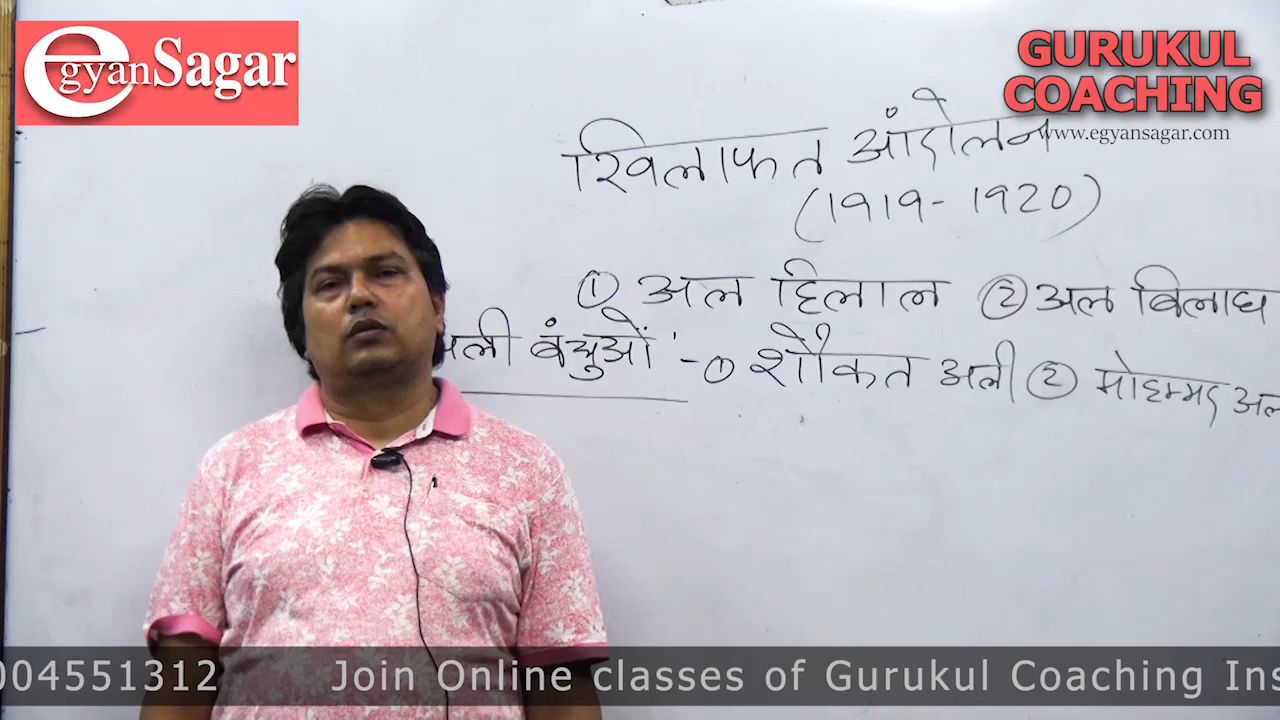 egyanSagar
GURUKUL
COACHING
www.egyansagar.com
खिलाफत आंदोलन
(1919-1920)
① अल हिलाल ② अल बिलाघ
अली बंधुओं '- ① शौकत अली ② मोहम्मद अल
004551312 Join Online classes of Gurukul Coaching Ins